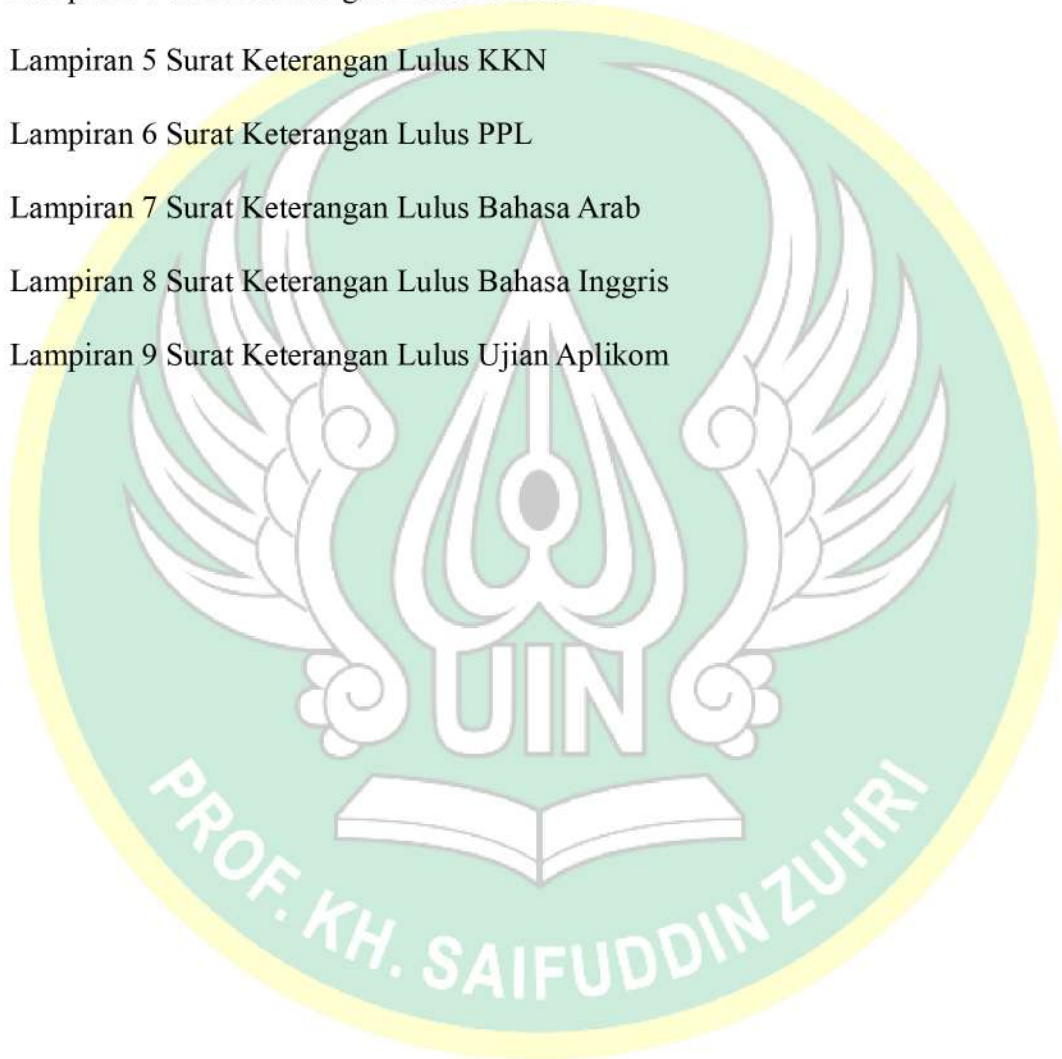 Lampiran 5 Surat Keterangan Lulus KKN
Lampiran 6 Surat Keterangan Lulus PPL
Lampiran 7 Surat Keterangan Lulus Bahasa Arab
Lampiran 8 Surat Keterangan Lulus Bahasa Inggris
Lampiran 9 Surat Keterangan Lulus Ujian Aplikom
UIN
PROF. KH. SAIFUDDIN ZUHRI